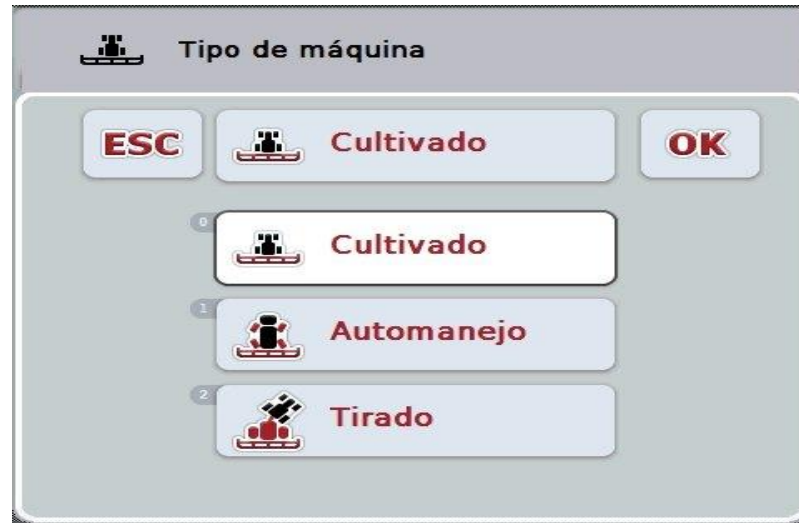 Tipo de máquina
ESC Cultivado OK
0 Cultivado
1 Automanejo
2 Tirado